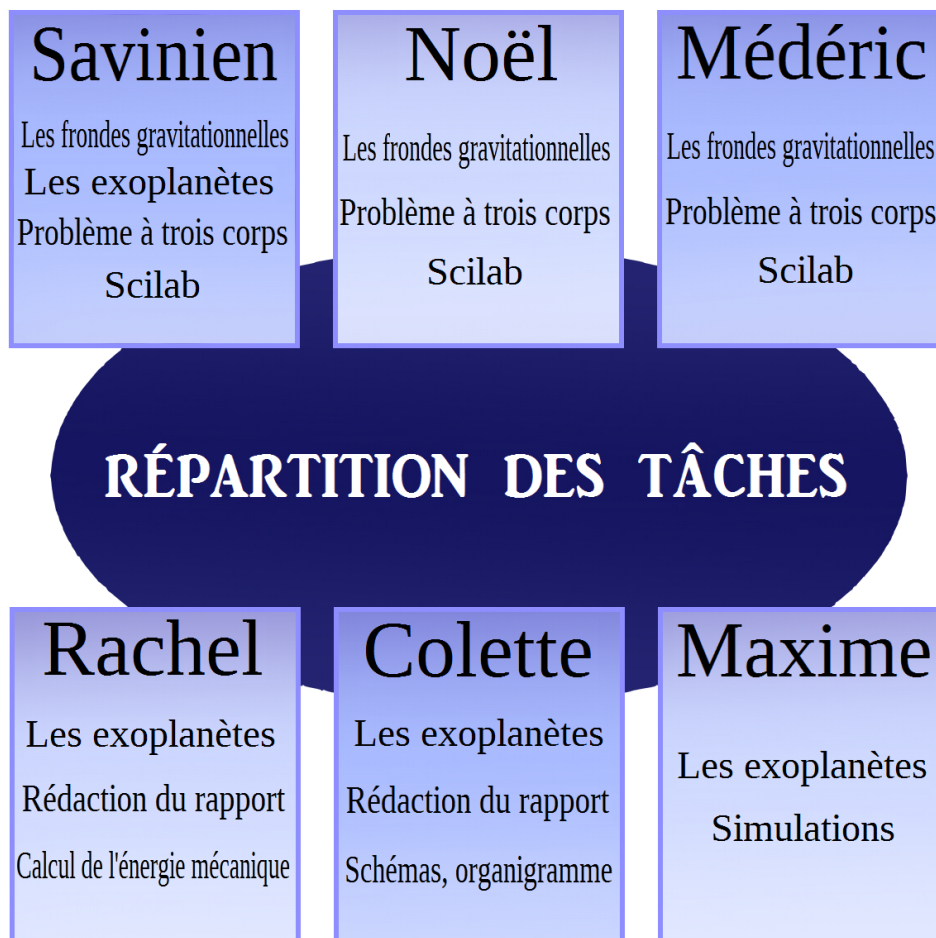 Savinien
Les frondes gravitationnelles
Les exoplanètes
Problème à trois corps
Scilab
Noël
Les frondes gravitationnelles
Problème à trois corps
Scilab
Médéric
Les frondes gravitationnelles
Problème à trois corps
Scilab
RÉPARTITION DES TÂCHES
Rachel
Les exoplanètes
Rédaction du rapport
Calcul de l'énergie mécanique
Colette
Les exoplanètes
Rédaction du rapport
Schémas, organigramme
Maxime
Les exoplanètes
Simulations